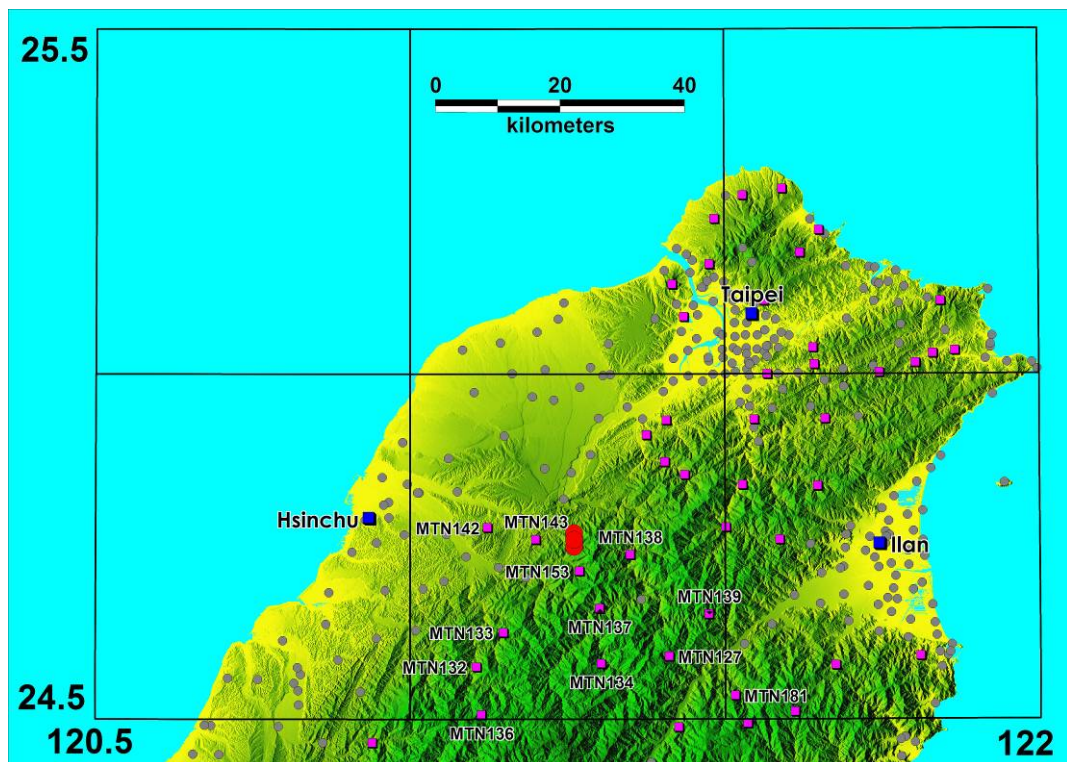 25.5
0 20 40
kilometers
Taipei
Hsinchu
MTN142
MTN143
MTN138
Ilan
MTN153
MTN139
MTN137
MTN133
MTN127
MTN132
MTN134
MTN181
24.5
MTN136
120.5
122